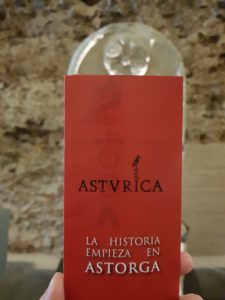 ASTVRICA
LA HISTORIA
EMPIEZA EN
ASTORGA